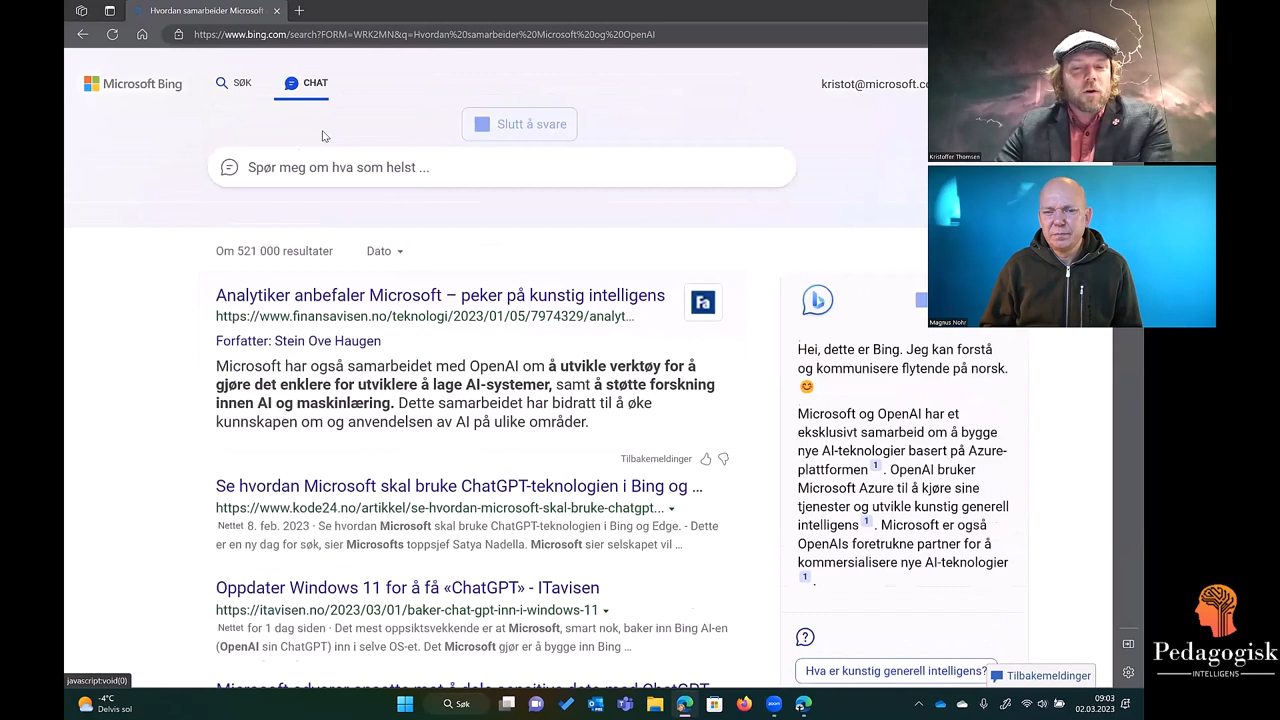 Hvordan samarbeider Microsoft
https://www.bing.com/search?FORM=WRK2MN&q=Hvordan%20samarbeider%20Microsoft%20og%20OpenAI
Microsoft Bing
SØK
CHAT
kristot@microsoft.co
Slutt å svare
Spør meg om hva som helst ...
Kristoffer Thomsen
Magnus Nohr
Om 521 000 resultater
Dato
Analytiker anbefaler Microsoft – peker på kunstig intelligens
https://www.finansavisen.no/teknologi/2023/01/05/7974329/analyt...
Fa
Forfatter: Stein Ove Haugen
Microsoft har også samarbeidet med OpenAI om å utvikle verktøy for å
gjøre det enklere for utviklere å lage AI-systemer, samt å støtte forskning
innen AI og maskinlæring. Dette samarbeidet har bidratt til å øke
kunnskapen om og anvendelsen av AI på ulike områder.
Tilbakemeldinger
Se hvordan Microsoft skal bruke ChatGPT-teknologien i Bing og ...
https://www.kode24.no/artikkel/se-hvordan-microsoft-skal-bruke-chatgpt...
Nettet 8. feb. 2023 · Se hvordan Microsoft skal bruke ChatGPT-teknologien i Bing og Edge. - Dette
er en ny dag for søk, sier Microsofts toppsjef Satya Nadella. Microsoft sier selskapet vil ...
Oppdater Windows 11 for å få «ChatGPT» - ITavisen
https://itavisen.no/2023/03/01/baker-chat-gpt-inn-i-windows-11
Nettet for 1 dag siden · Det mest oppsiktsvekkende er at Microsoft, smart nok, baker inn Bing AI-en
(OpenAI sin ChatGPT) inn i selve OS-et. Det Microsoft gjør er å bygge inn Bing ...
Hei, dette er Bing. Jeg kan forstå
og kommunisere flytende på norsk.
Microsoft og OpenAI har et
eksklusivt samarbeid om å bygge
nye AI-teknologier basert på Azure-
plattformen 1 . OpenAI bruker
Microsoft Azure til å kjøre sine
tjenester og utvikle kunstig generell
intelligens 1 . Microsoft er også
OpenAIs foretrukne partner for å
kommersialisere nye AI-teknologier
1 .
Hva er kunstig generell intelligens?
Tilbakemeldinger
Pedagogisk
INTELLIGENS
javascript:void(0)
-4°C
Delvis sol
Søk
zoom
09:03
02.03.2023